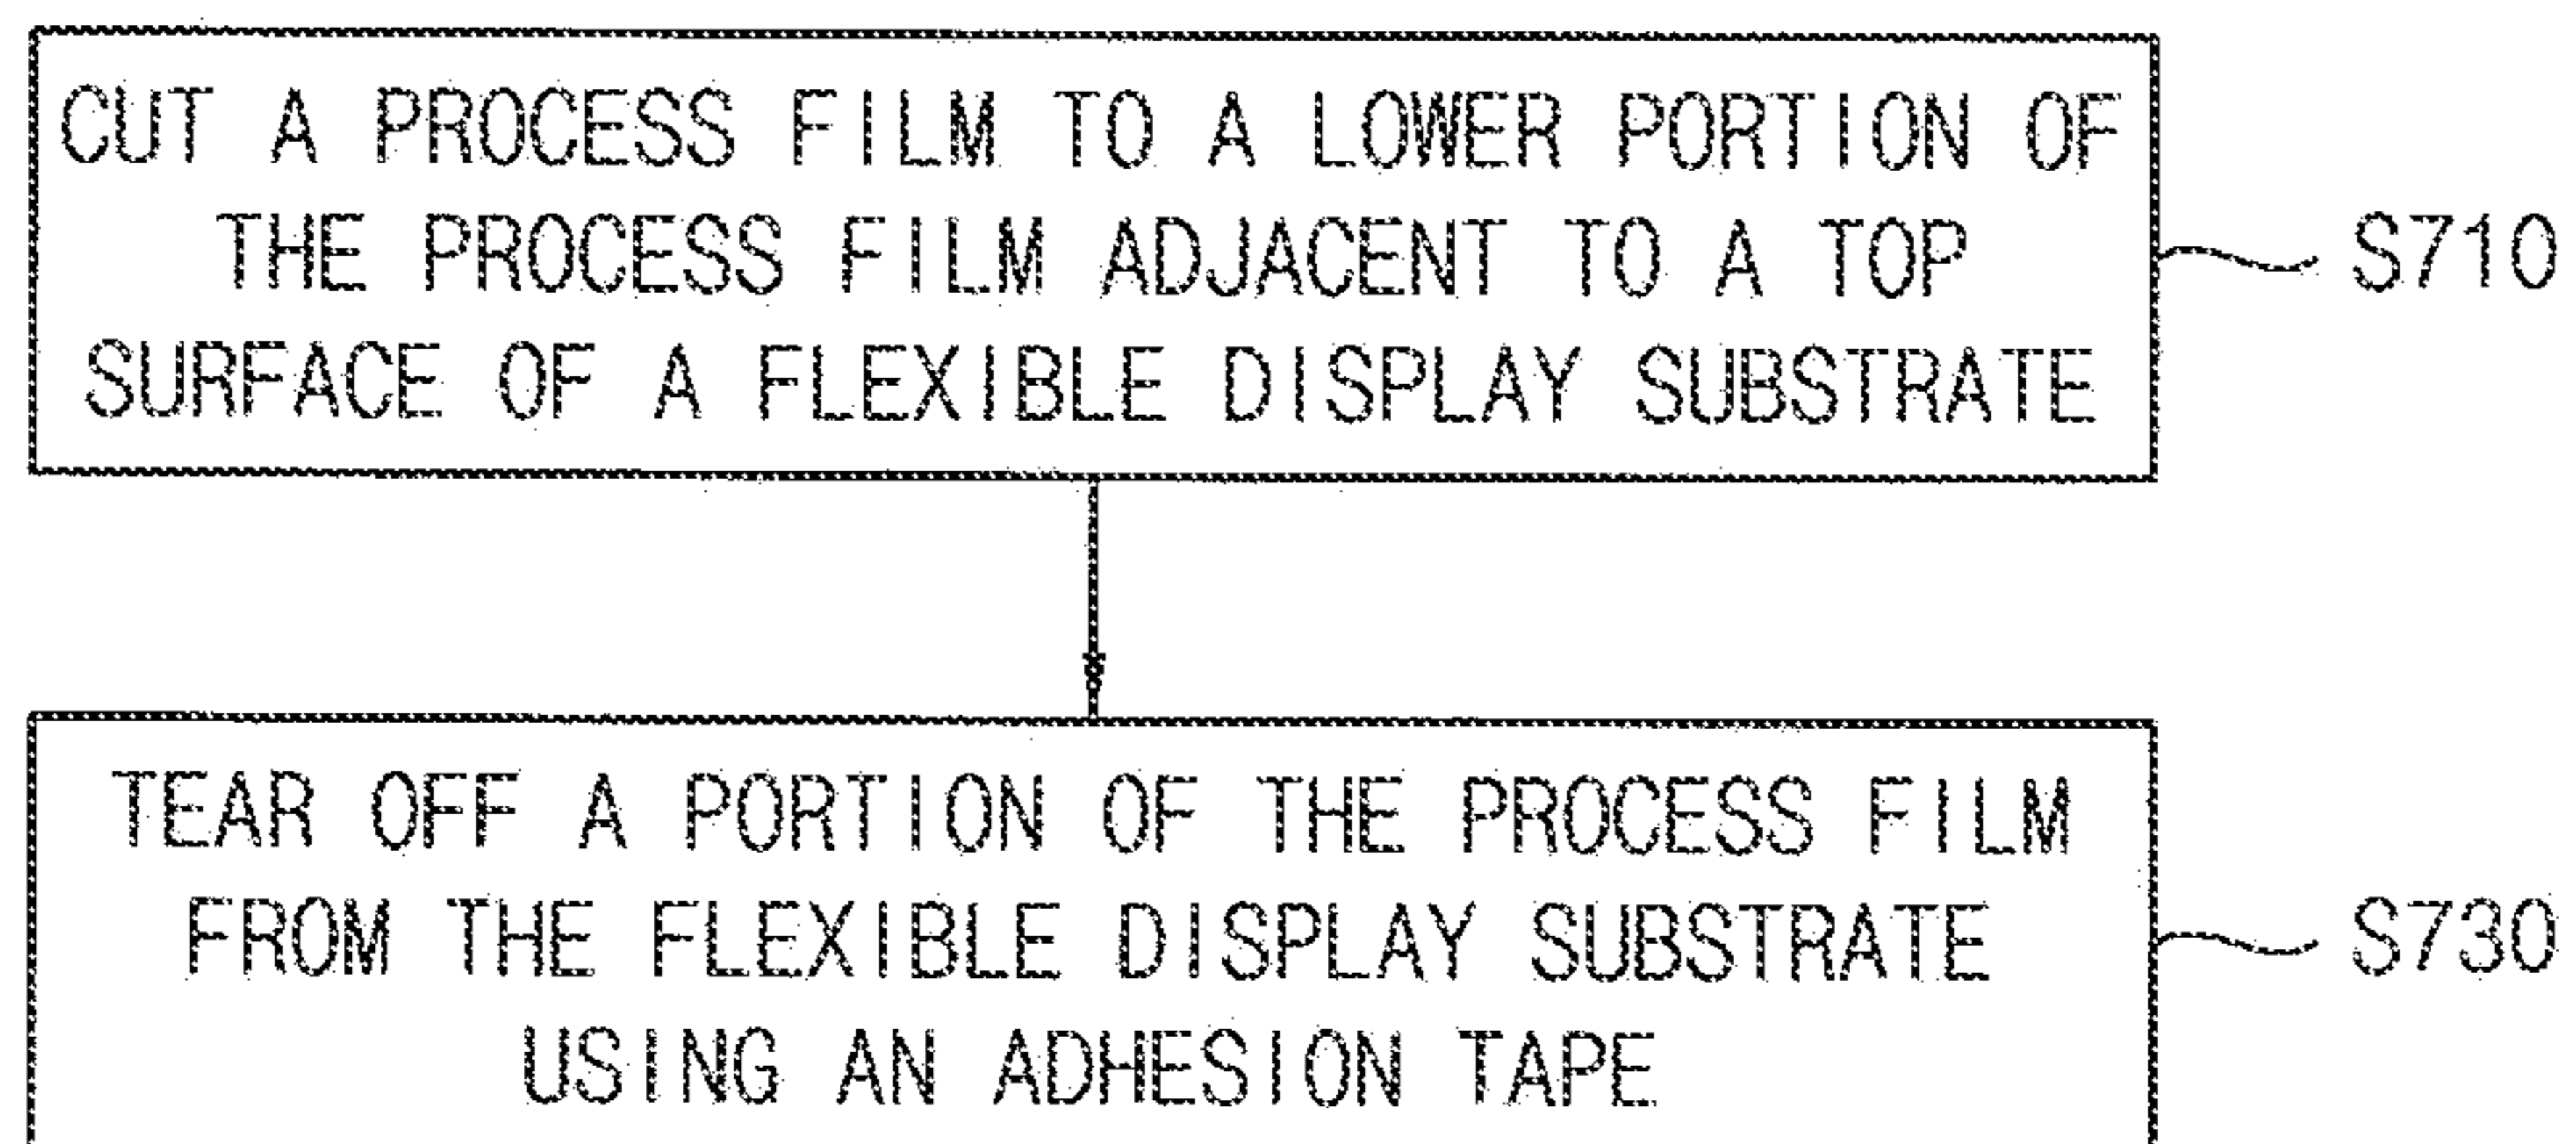 CUT A PROCESS FILM TO A LOWER PORTION OF
THE PROCESS FILM ADJACENT TO A TOP
SURFACE OF A FLEXIBLE DISPLAY SUBSTRATE
S710
TEAR OFF A PORTION OF THE PROCESS FILM
FROM THE FLEXIBLE DISPLAY SUBSTRATE
USING AN ADHESION TAPE
S730